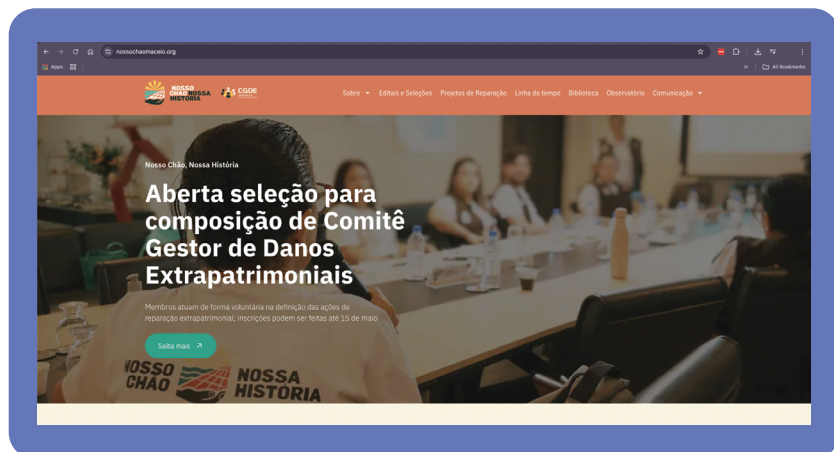 nossochaomaceio.org
Apps
All Bookmarks
NOSSO
CHÃO NOSSA
HISTÓRIA
CGDE
Sobre
Editais e Seleções
Projetos de Reparação
Linha do tempo
Biblioteca
Observatório
Comunicação
Nosso Chão, Nossa História
Aberta seleção para
composição de Comitê
Gestor de Danos
Extrapatrimoniais
Membros atuam de forma voluntária na definição das ações de
reparação extrapatrimonial; inscrições podem ser feitas até 15 de maio
Saiba mais
NOSSO
CHÃO
NOSSA
HISTÓRIA